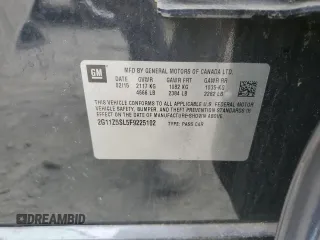 GM
MFD BY GENERAL MOTORS OF CANADA LTD.
DATE GVWR GAWR FRT GAWR RR
02/15 2117 KG 1082 KG 1035 KG
4666 LB 2384 LB 2282 LB
THIS VEHICLE CONFORMS TO ALL APPLICABLE U.S. FEDERAL MOTOR
VEHICLE SAFETY, BUMPER, AND THEFT PREVENTION STANDARDS IN
EFFECT ON THE DATE OF MANUFACTURE SHOWN ABOVE.
2G11Z5SL5F9225102 TYPE: PASS CAR
DREAMBID